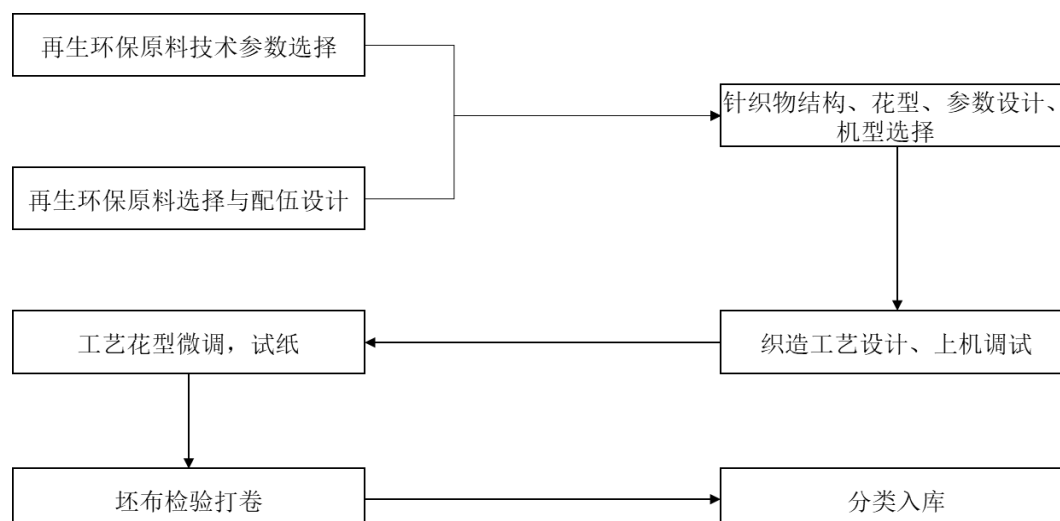 再生环保原料技术参数选择
再生环保原料选择与配伍设计
针织物结构、花型、参数设计、
机型选择
织造工艺设计、上机调试
工艺花型微调，试纸
坯布检验打卷
分类入库